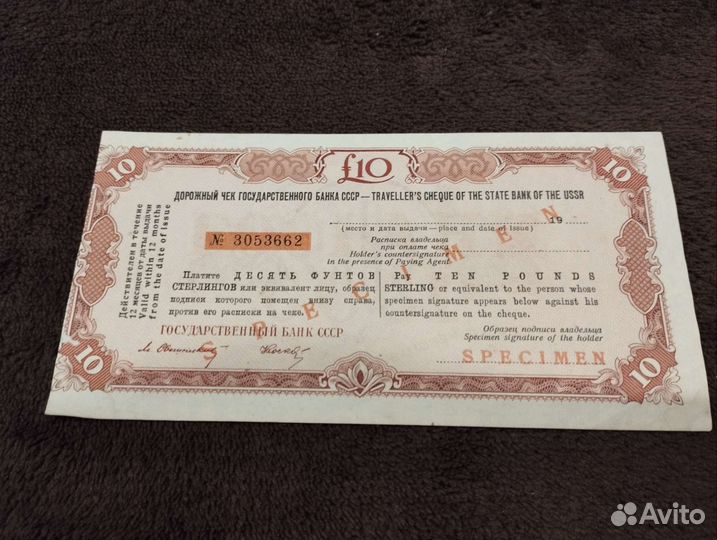 10 £10 10
ДОРОЖНЫЙ ЧЕК ГОСУДАРСТВЕННОГО БАНКА СССР — TRAVELLER'S CHEQUE OF THE STATE BANK OF THE USSR
Действителен в течение
12 месяцев от даты выдачи
Valid within 12 months
from the date of issue
19
(место и дата выдачи — place and date of issue)
№ 3053662
Расписка владельца
при оплате чека
Holder's countersignature
in the presence of Paying Agent
Платите ДЕСЯТЬ ФУНТОВ
СТЕРЛИНГОВ или эквивалент лицу, образец
подписи которого помещен внизу справа,
против его расписки на чеке.
Pay TEN POUNDS
STERLING or equivalent to the person whose
specimen signature appears below against his
countersignature on the cheque.
ГОСУДАРСТВЕННЫЙ БАНК СССР
Образец подписи владельца
Specimen signature of the holder
SPECIMEN
10 10
Avito